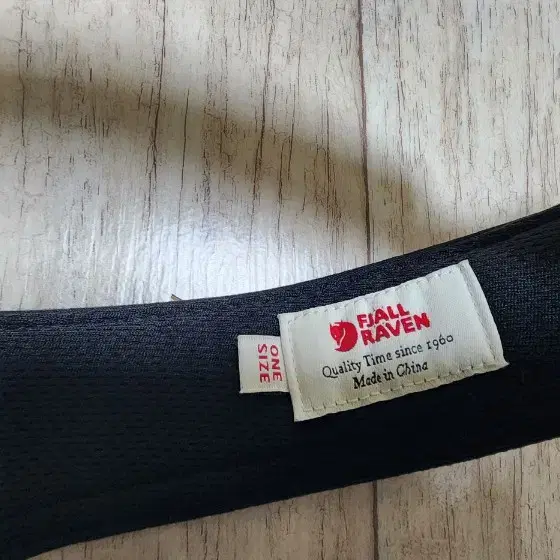 FJALL
RAVEN
Quality Time since 1960
Made in China
ONE
SIZE